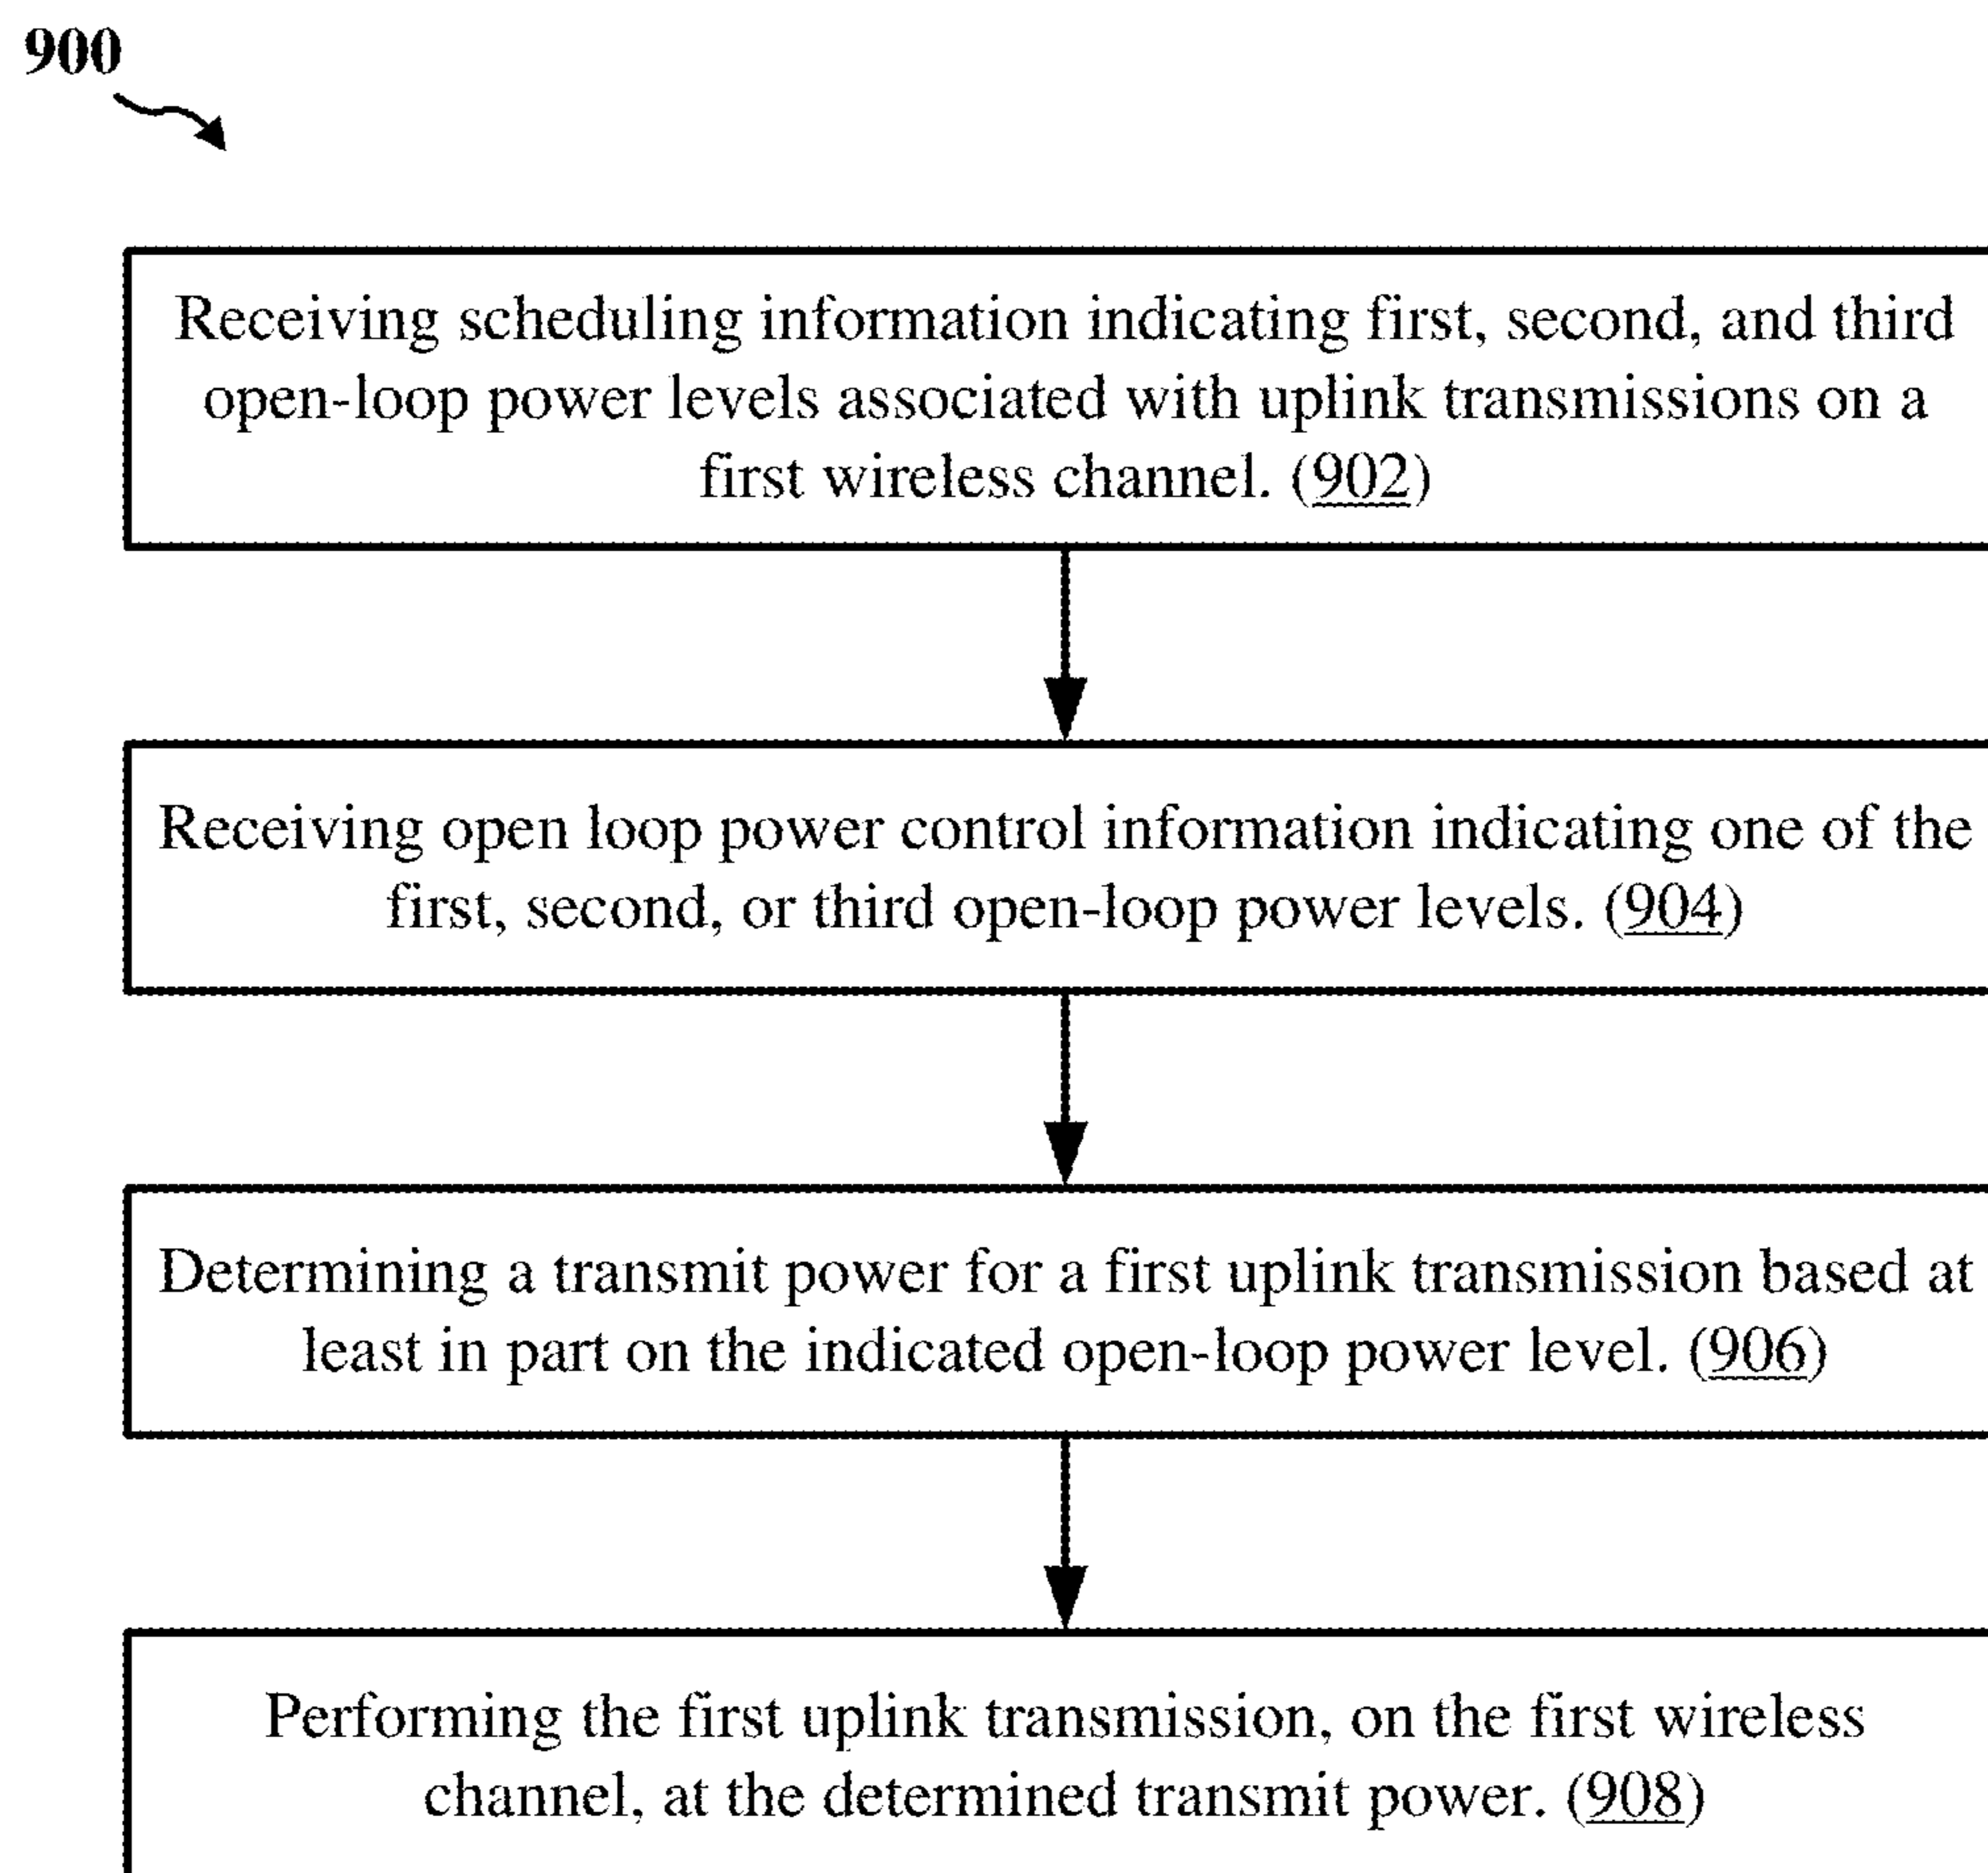 900
Receiving scheduling information indicating first, second, and third
open-loop power levels associated with uplink transmissions on a
first wireless channel. (902)
Receiving open loop power control information indicating one of the
first, second, or third open-loop power levels. (904)
Determining a transmit power for a first uplink transmission based at
least in part on the indicated open-loop power level. (906)
Performing the first uplink transmission, on the first wireless
channel, at the determined transmit power. (908)